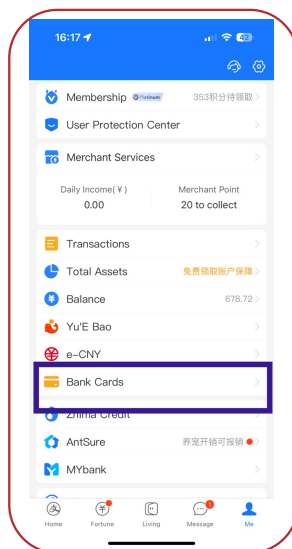 16:17
42
Membership Platinum 353积分待领取
User Protection Center
Merchant Services
Daily Income(¥) Merchant Point
0.00 20 to collect
Transactions
Total Assets 免费领取账户保障
Balance 678.72
Yu'E Bao
e-CNY
Bank Cards
Zhima Credit
AntSure 养宠开销可报销
MYbank
Home Fortune Living Message Me